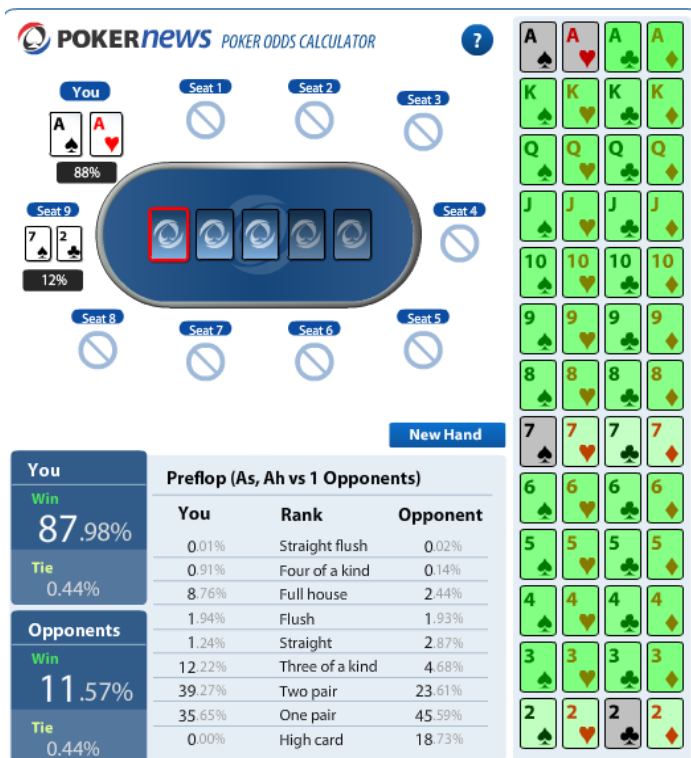 POKERNEWS POKER ODDS CALCULATOR ?
You
Seat 1
Seat 2
Seat 3
A A
88%
Seat 9
Seat 4
7 2
12%
Seat 8
Seat 7
Seat 6
Seat 5
New Hand
You
Win
87.98%
Tie
0.44%
Opponents
Win
11.57%
Tie
0.44%
Preflop (As, Ah vs 1 Opponents)
You Rank Opponent
0.01% Straight flush 0.02%
0.91% Four of a kind 0.14%
8.76% Full house 2.44%
1.94% Flush 1.93%
1.24% Straight 2.87%
12.22% Three of a kind 4.68%
39.27% Two pair 23.61%
35.65% One pair 45.59%
0.00% High card 18.73%
A A A A
K K K K
Q Q Q Q
J J J J
10 10 10 10
9 9 9 9
8 8 8 8
7 7 7 7
6 6 6 6
5 5 5 5
4 4 4 4
3 3 3 3
2 2 2 2